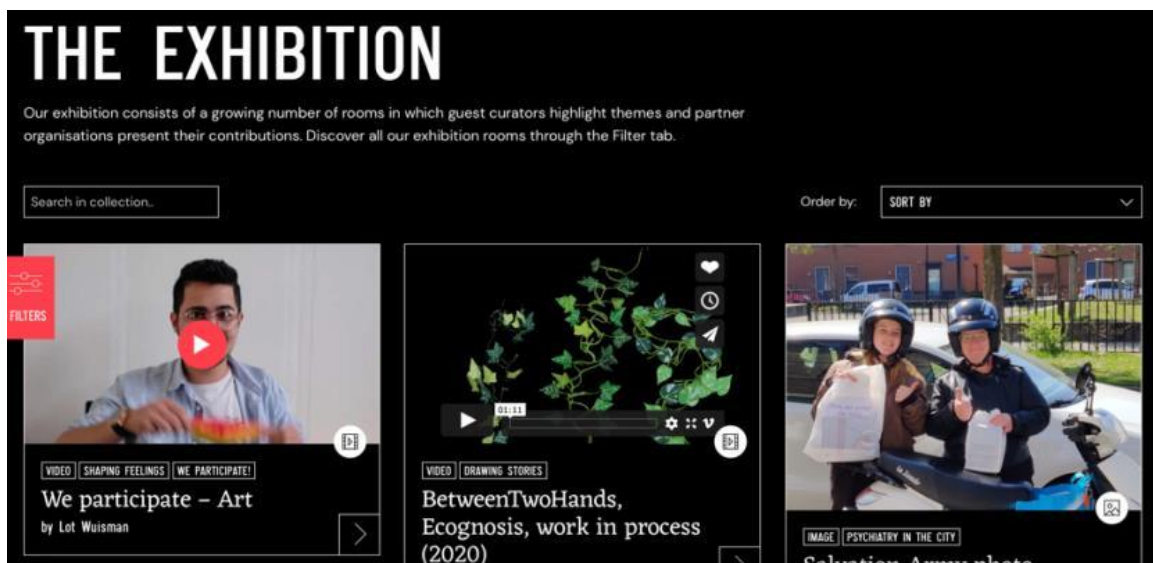 THE EXHIBITION
Our exhibition consists of a growing number of rooms in which guest curators highlight themes and partner
organisations present their contributions. Discover all our exhibition rooms through the Filter tab.
Search in collection..
Order by:
SORT BY
FILTERS
01:11
VIDEO
SHAPING FEELINGS
WE PARTICIPATE!
We participate – Art
by Lot Wuisman
VIDEO
DRAWING STORIES
BetweenTwoHands,
Ecognosis, work in process
(2020)
IMAGE
PSYCHIATRY IN THE CITY
Salvation Army photo